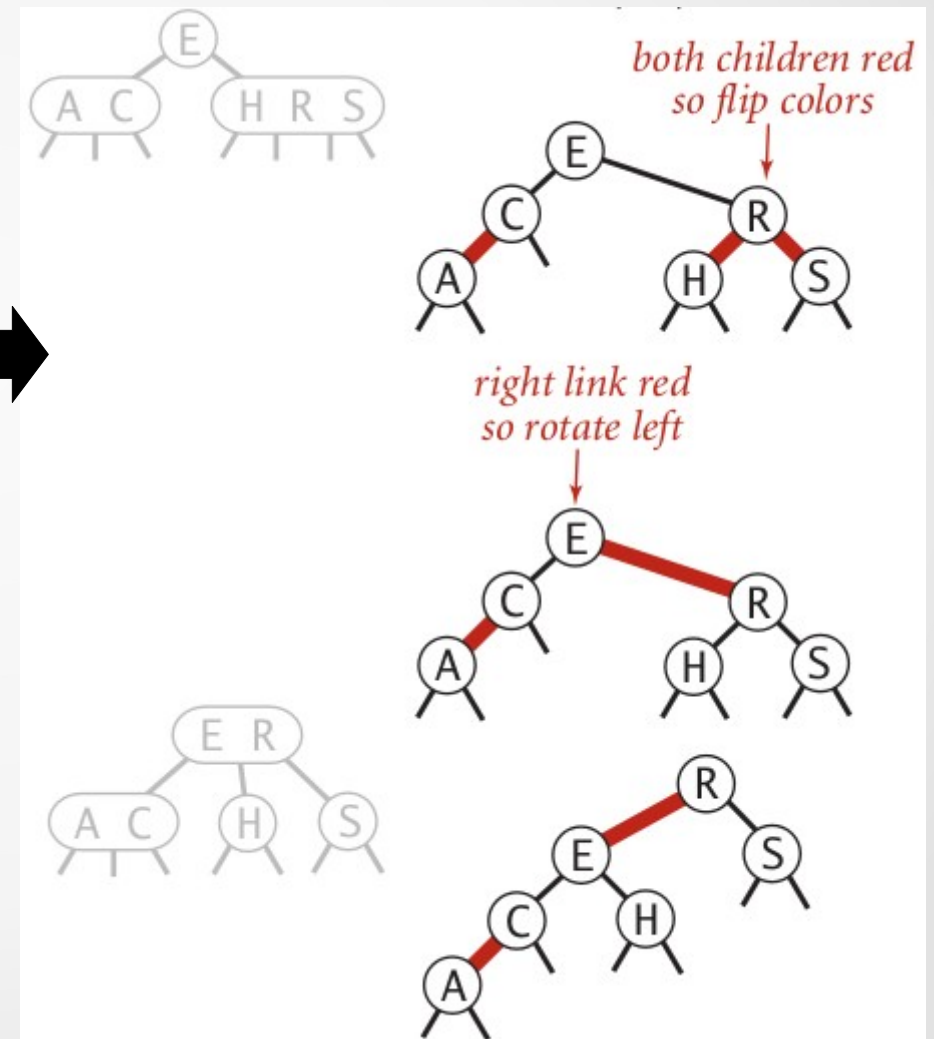 E
A C
H R S
both children red
so flip colors
E
C
R
A
H
S
right link red
so rotate left
E
C
R
A
H
S
E R
A C
H
S
R
E
S
C
H
A